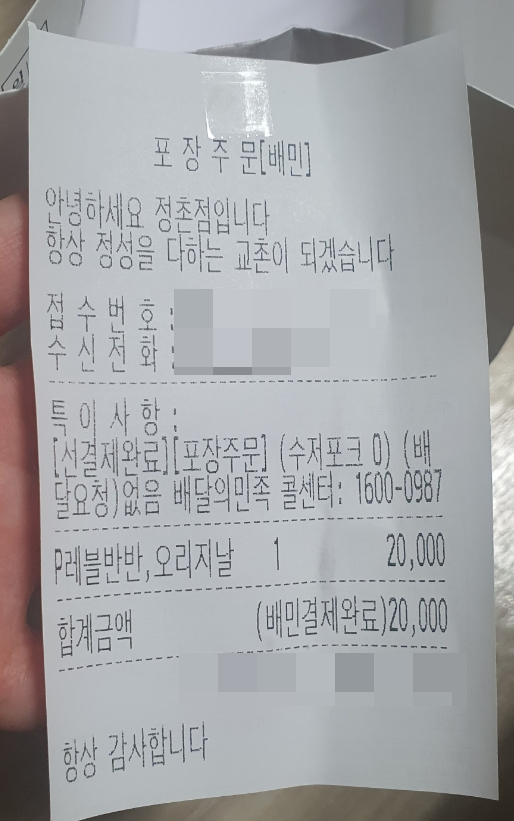 포장주문[배민]
안녕하세요 정촌점입니다
항상 정성을 다하는 교촌이 되겠습니다
접수번호 :
수신전화 :
특이사항 :
[선결제완료][포장주문] (수저포크 O) (배
달요청)없음 배달의민족 콜센터: 1600-0987
P레블반반,오리지날 1 20,000
합계금액 (배민결제완료)20,000
항상 감사합니다